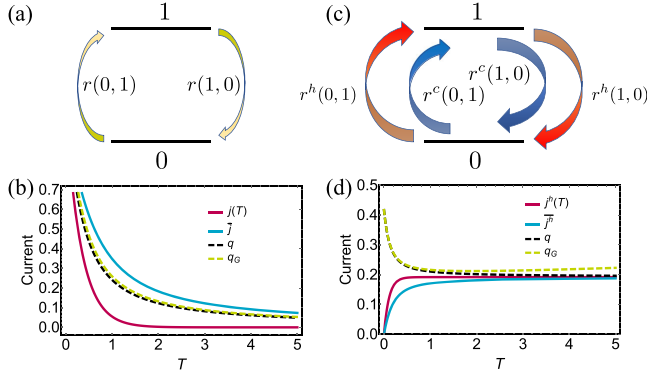 (a)
1
r(0, 1)
r(1, 0)
0
(b)
Current
0.7
0.6
0.5
0.4
0.3
0.2
0.1
0.0
0 1 2 3 4 5
T
j(T)
j̅
q
q_G
(c)
1
r^h(0, 1)
r^c(0, 1)
r^c(1, 0)
r^h(1, 0)
0
(d)
Current
0.5
0.4
0.3
0.2
0.1
0.0
0 1 2 3 4 5
T
j^h(T)
\overline{j^h}
q
q_G